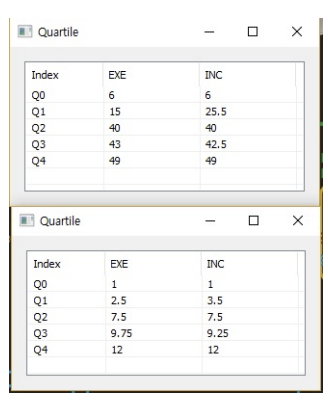 Quartile
Index EXE INC
Q0 6 6
Q1 15 25.5
Q2 40 40
Q3 43 42.5
Q4 49 49
Quartile
Index EXE INC
Q0 1 1
Q1 2.5 3.5
Q2 7.5 7.5
Q3 9.75 9.25
Q4 12 12